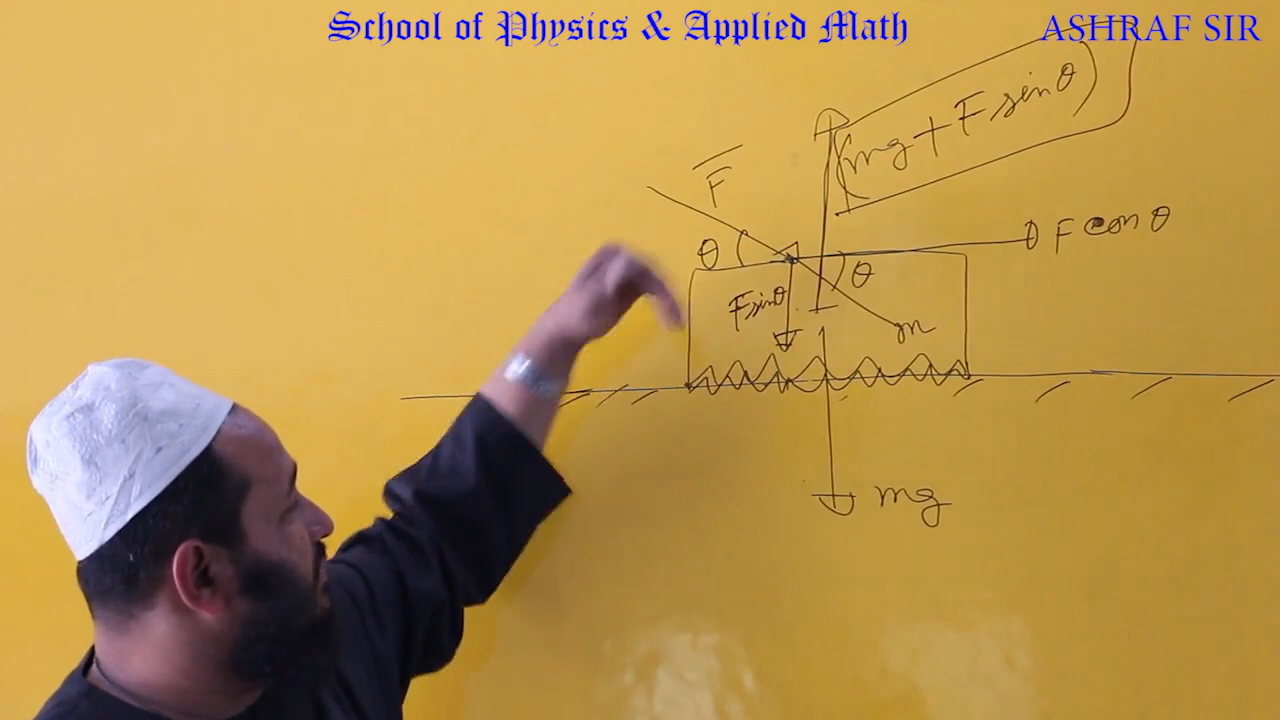 School of Physics & Applied Math
ASHRAF SIR
(mg + F sin θ)
F
F cos θ
θ
θ
F sin θ
m
mg